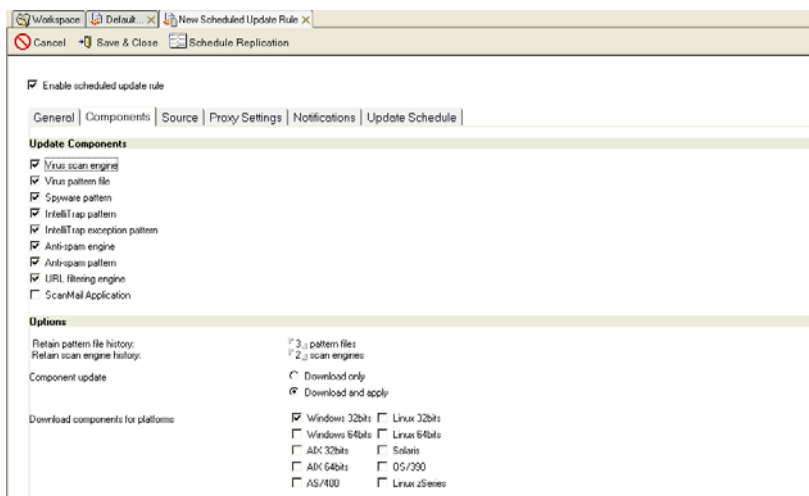 Workspace Default... New Scheduled Update Rule
Cancel Save & Close Schedule Replication
Enable scheduled update rule
General Components Source Proxy Settings Notifications Update Schedule
Update Components
Virus scan engine
Virus pattern file
Spyware pattern
IntelliTrap pattern
IntelliTrap exception pattern
Anti-spam engine
Anti-spam pattern
URL filtering engine
ScanMail Application
Options
Retain pattern file history: 3 pattern files
Retain scan engine history: 2 scan engines
Component update Download only
Download and apply
Download components for platforms Windows 32bits Linux 32bits
Windows 64bits Linux 64bits
AIX 32bits Solaris
AIX 64bits OS/390
AS/400 Linux zSeries